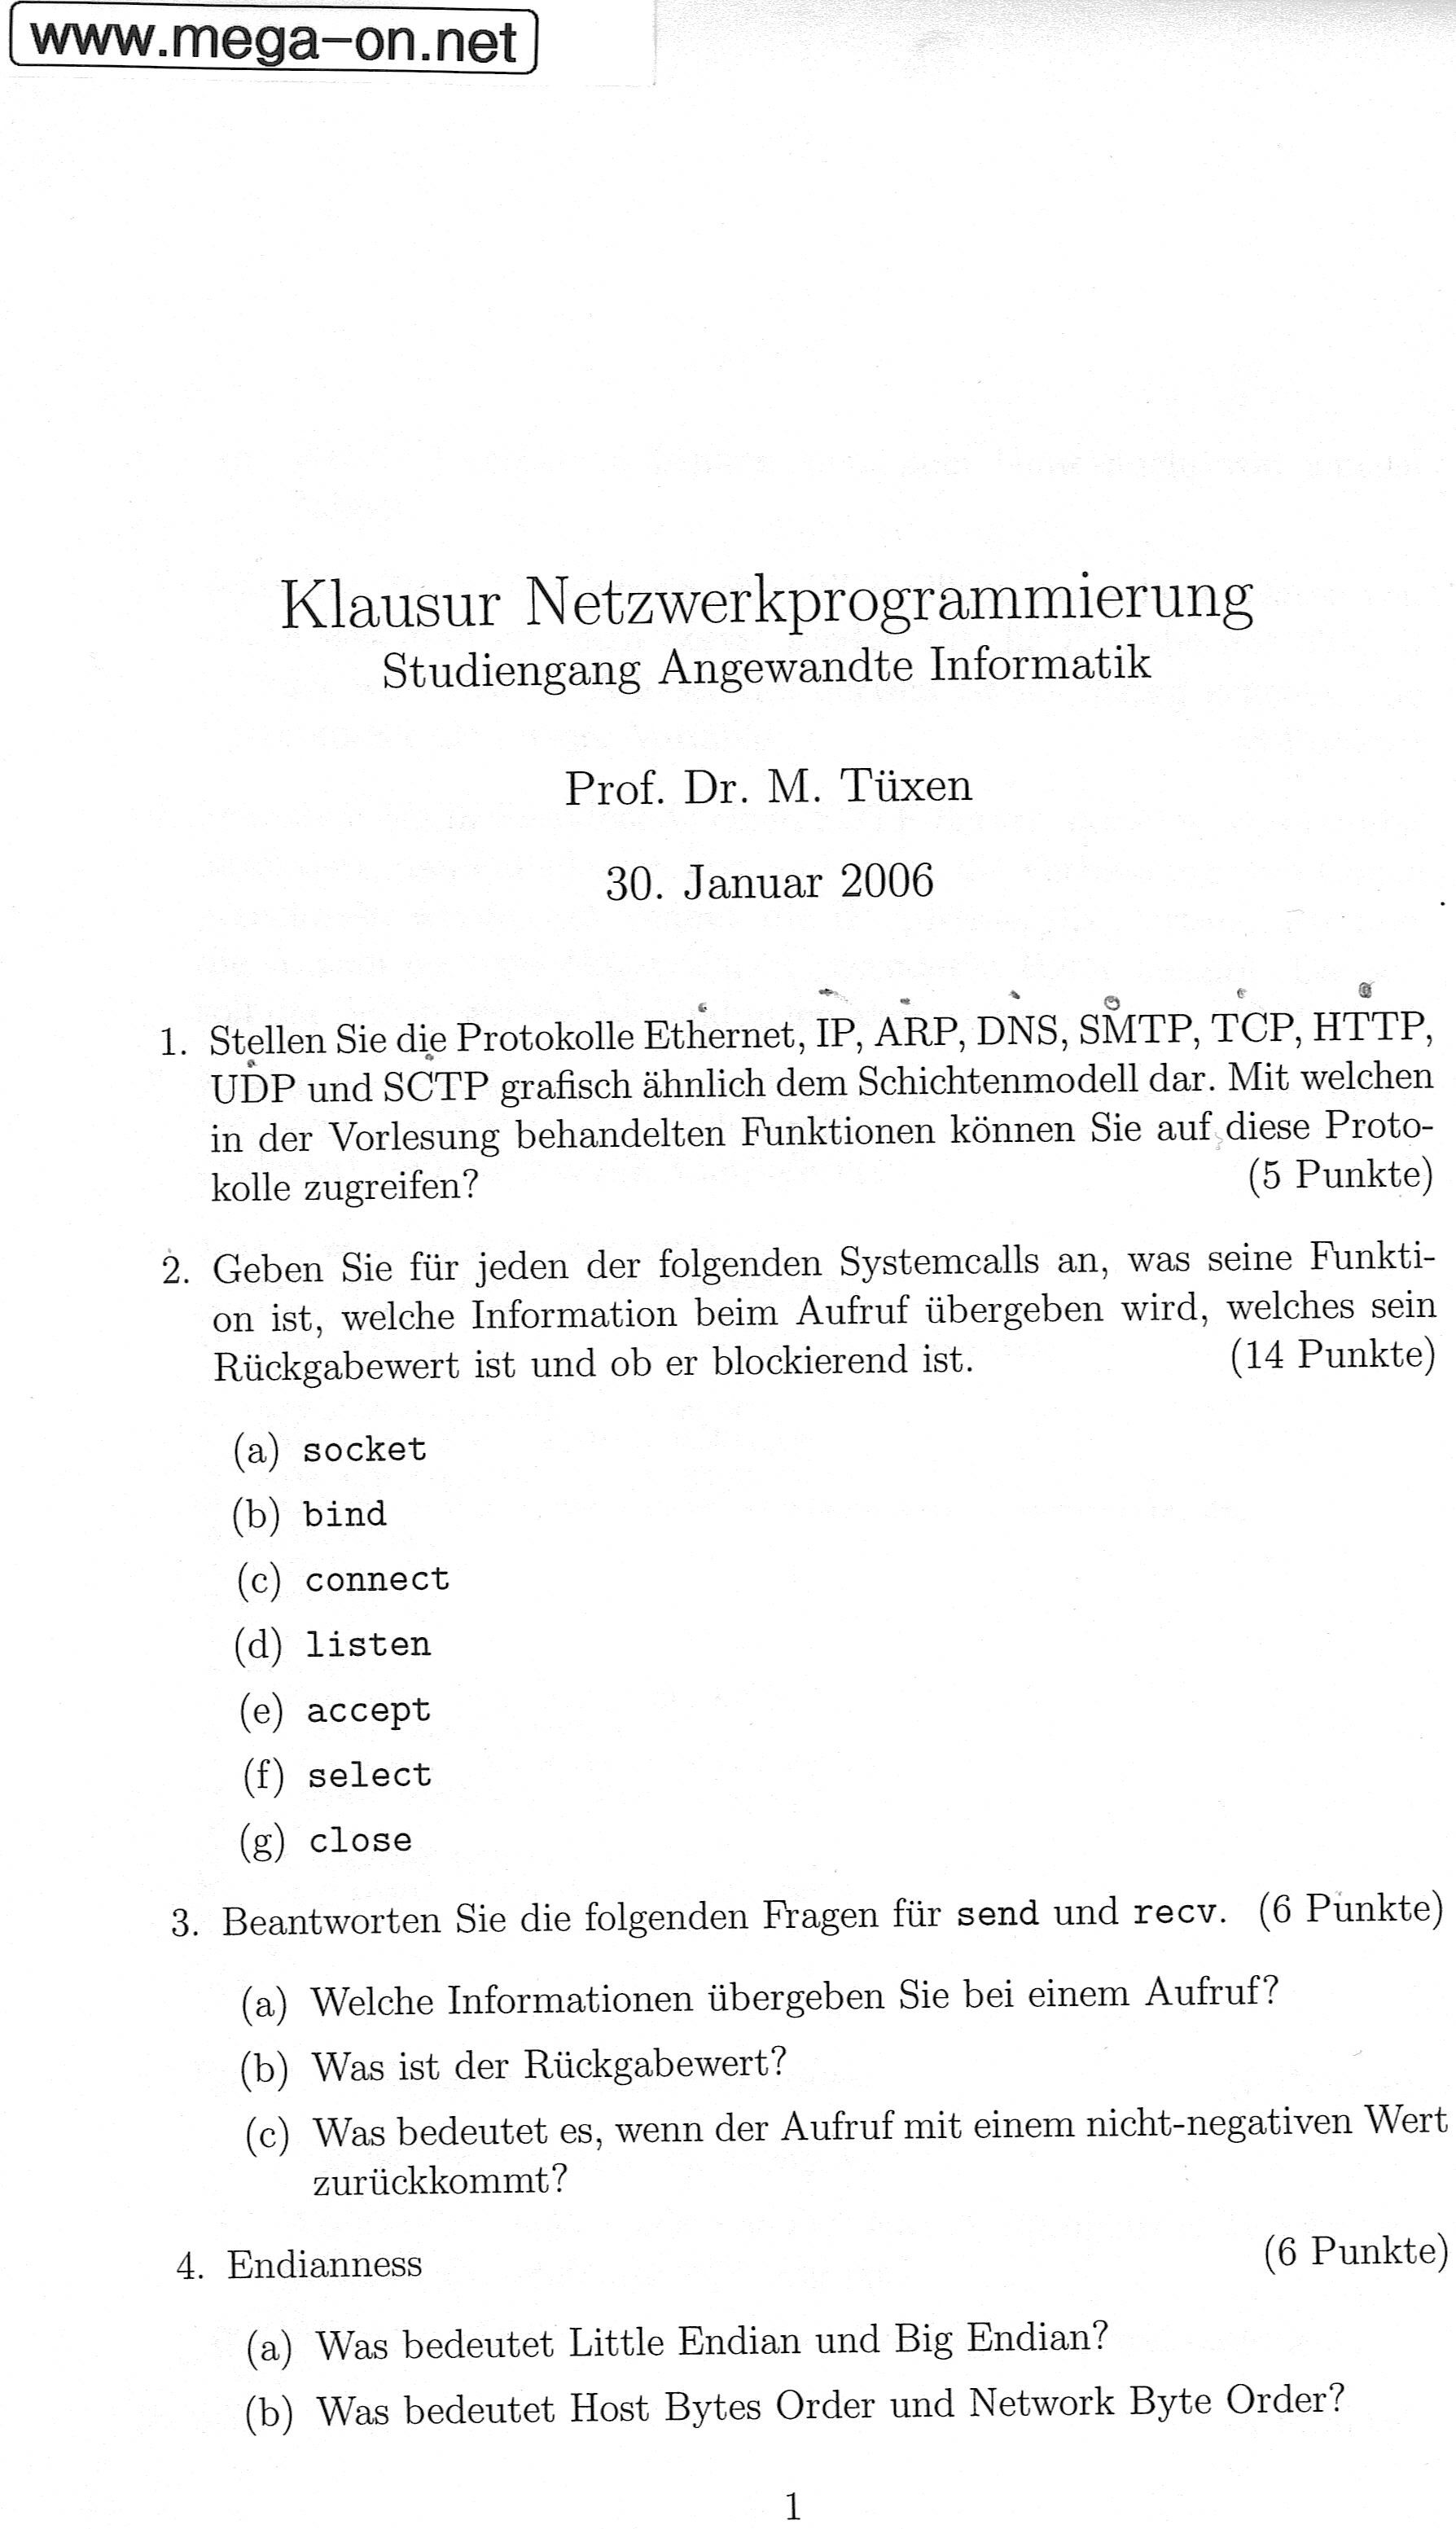 www.mega-on.net
Klausur Netzwerkprogrammierung
Studiengang Angewandte Informatik
Prof. Dr. M. Tüxen
30. Januar 2006
1. Stellen Sie die Protokolle Ethernet, IP, ARP, DNS, SMTP, TCP, HTTP,
UDP und SCTP grafisch ähnlich dem Schichtenmodell dar. Mit welchen
in der Vorlesung behandelten Funktionen können Sie auf diese Proto-
kolle zugreifen? (5 Punkte)
2. Geben Sie für jeden der folgenden Systemcalls an, was seine Funkti-
on ist, welche Information beim Aufruf übergeben wird, welches sein
Rückgabewert ist und ob er blockierend ist. (14 Punkte)
(a) socket
(b) bind
(c) connect
(d) listen
(e) accept
(f) select
(g) close
3. Beantworten Sie die folgenden Fragen für send und recv. (6 Punkte)
(a) Welche Informationen übergeben Sie bei einem Aufruf?
(b) Was ist der Rückgabewert?
(c) Was bedeutet es, wenn der Aufruf mit einem nicht-negativen Wert
zurückkommt?
4. Endianness (6 Punkte)
(a) Was bedeutet Little Endian und Big Endian?
(b) Was bedeutet Host Bytes Order und Network Byte Order?
1